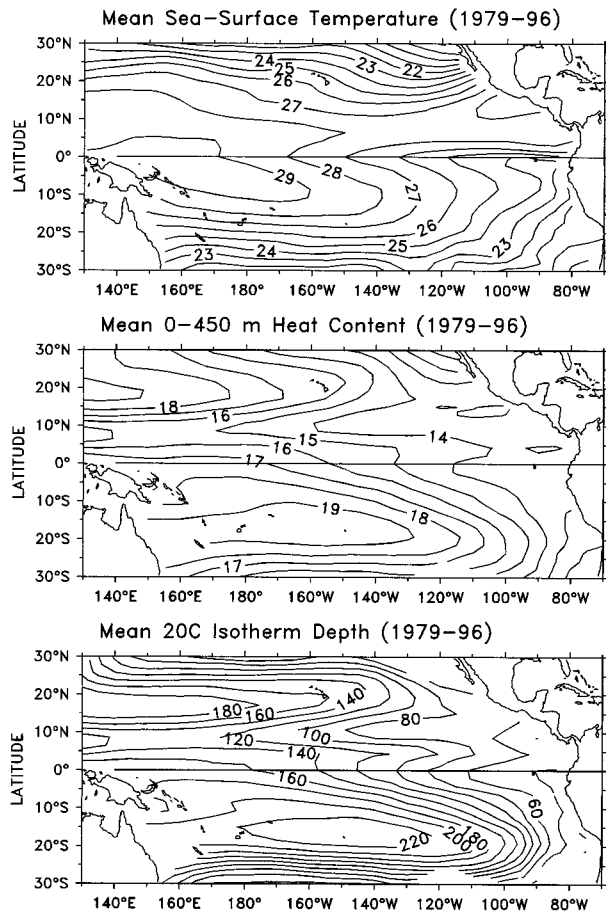 Mean Sea-Surface Temperature (1979-96)
30°N
20°N
10°N
0°
10°S
20°S
30°S
LATITUDE
24
25
26
27
23
22
29
28
27
26
25
24
23
23
140°E 160°E 180°W 160°W 140°W 120°W 100°W 80°W
Mean 0-450 m Heat Content (1979-96)
30°N
20°N
10°N
0°
10°S
20°S
30°S
LATITUDE
18
16
15
14
16
17
19
18
17
140°E 160°E 180°W 160°W 140°W 120°W 100°W 80°W
Mean 20C Isotherm Depth (1979-96)
30°N
20°N
10°N
0°
10°S
20°S
30°S
LATITUDE
140
180
160
80
120
100
140
160
60
220
200
180
140°E 160°E 180°W 160°W 140°W 120°W 100°W 80°W